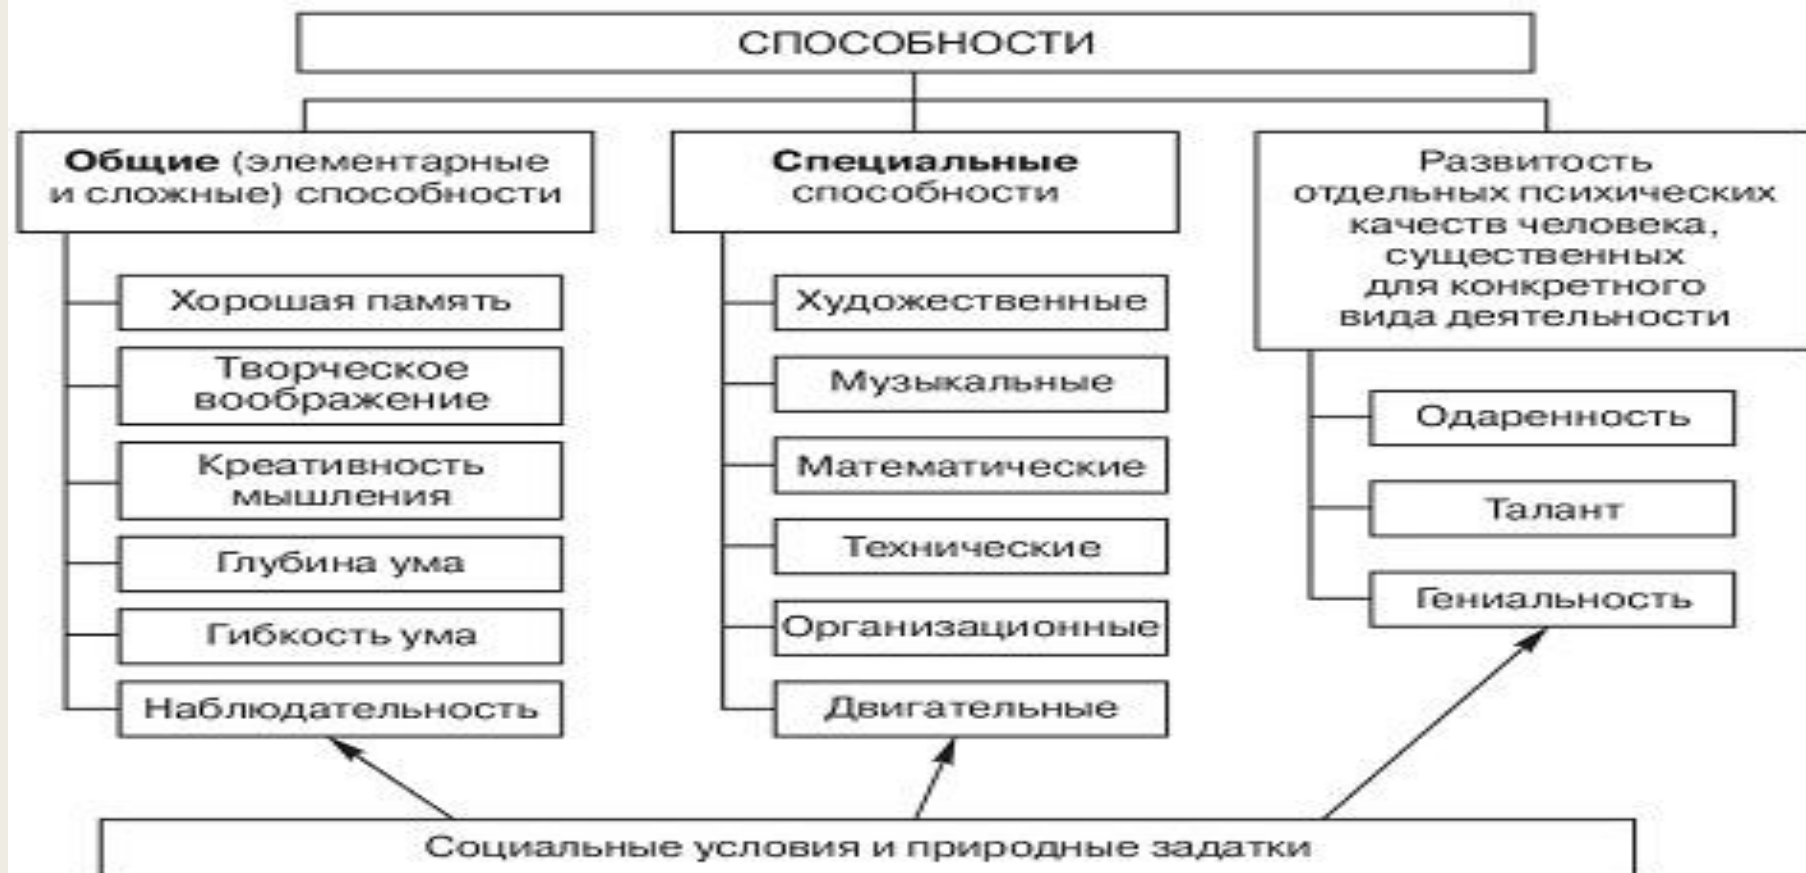 СПОСОБНОСТИ
Общие (элементарные
и сложные) способности
Хорошая память
Творческое
воображение
Креативность
мышления
Глубина ума
Гибкость ума
Наблюдательность
Специальные
способности
Художественные
Музыкальные
Математические
Технические
Организационные
Двигательные
Развитость
отдельных психических
качеств человека,
существенных
для конкретного
вида деятельности
Одаренность
Талант
Гениальность
Социальные условия и природные задатки